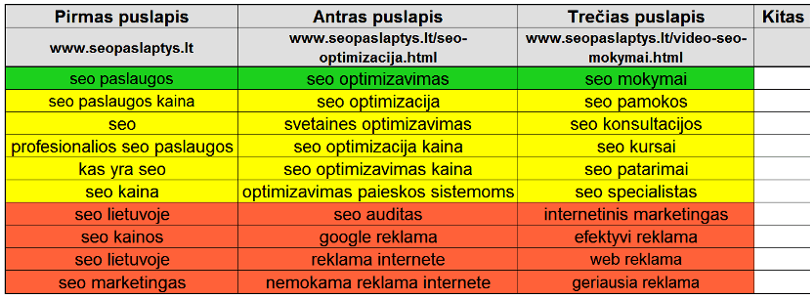 Pirmas puslapis Antras puslapis Trečias puslapis Kitas
www.seopaslaptys.lt www.seopaslaptys.lt/seo-optimizacija.html www.seopaslaptys.lt/video-seo-mokymai.html
seo paslaugos seo optimizavimas seo mokymai
seo paslaugos kaina seo optimizacija seo pamokos
seo svetaines optimizavimas seo konsultacijos
profesionalios seo paslaugos seo optimizacija kaina seo kursai
kas yra seo seo optimizavimas kaina seo patarimai
seo kaina optimizavimas paieskos sistemoms seo specialistas
seo lietuvoje seo auditas internetinis marketingas
seo kainos google reklama efektyvi reklama
seo lietuvoje reklama internete web reklama
seo marketingas nemokama reklama internete geriausia reklama